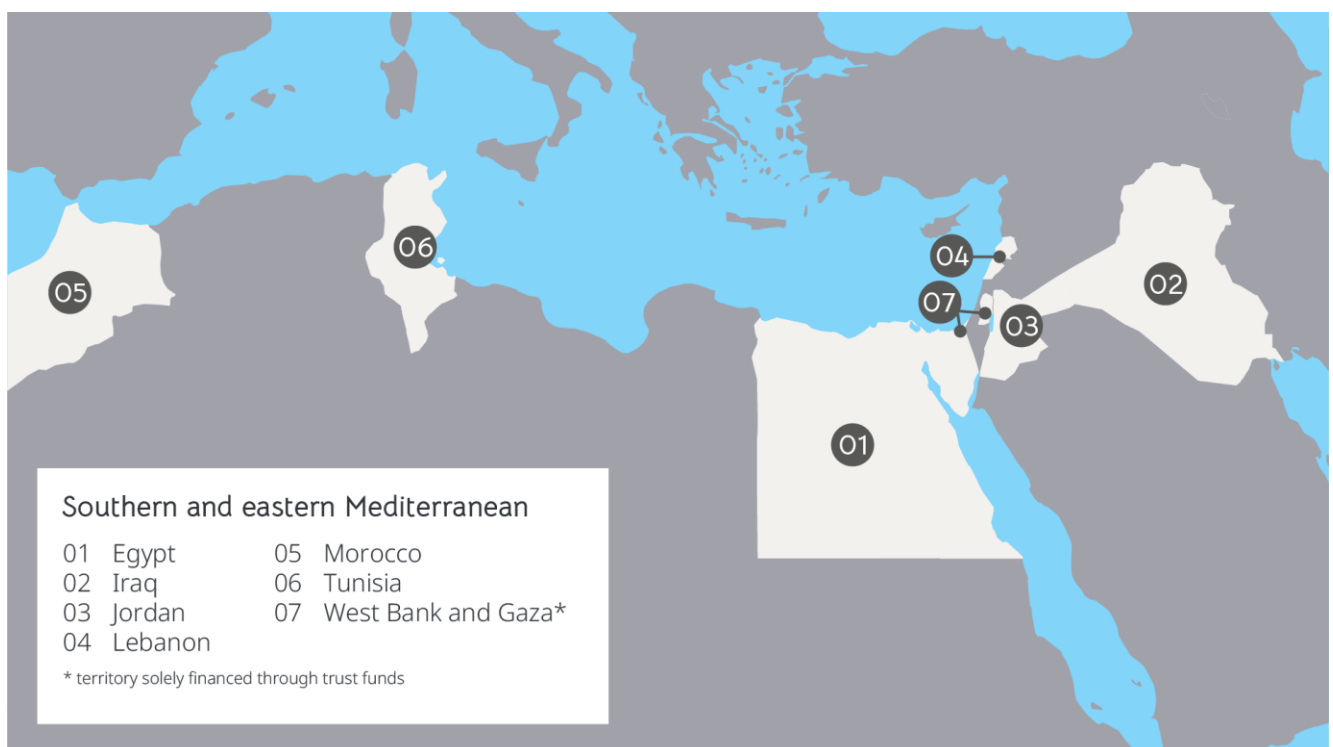 05
06
04
07
03
02
01
Southern and eastern Mediterranean
01 Egypt 05 Morocco
02 Iraq 06 Tunisia
03 Jordan 07 West Bank and Gaza*
04 Lebanon
* territory solely financed through trust funds